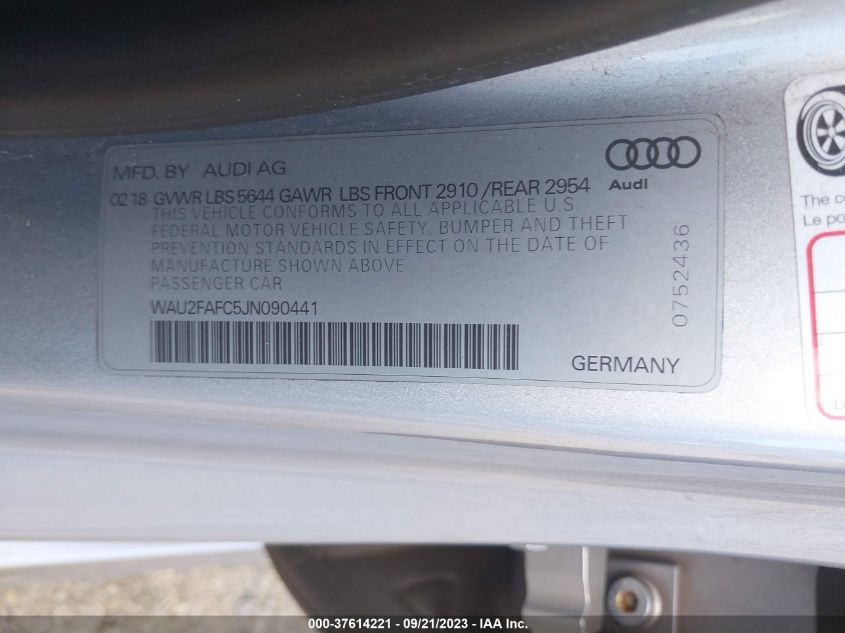 MFD. BY AUDI AG
Audi
02 18 GVWR LBS 5644 GAWR LBS FRONT 2910 /REAR 2954
THIS VEHICLE CONFORMS TO ALL APPLICABLE U.S.
FEDERAL MOTOR VEHICLE SAFETY, BUMPER AND THEFT
PREVENTION STANDARDS IN EFFECT ON THE DATE OF
MANUFACTURE SHOWN ABOVE
PASSENGER CAR
WAU2FAFC5JN090441
GERMANY
0752436
The
Le
000-37614221 - 09/21/2023 - IAA Inc.